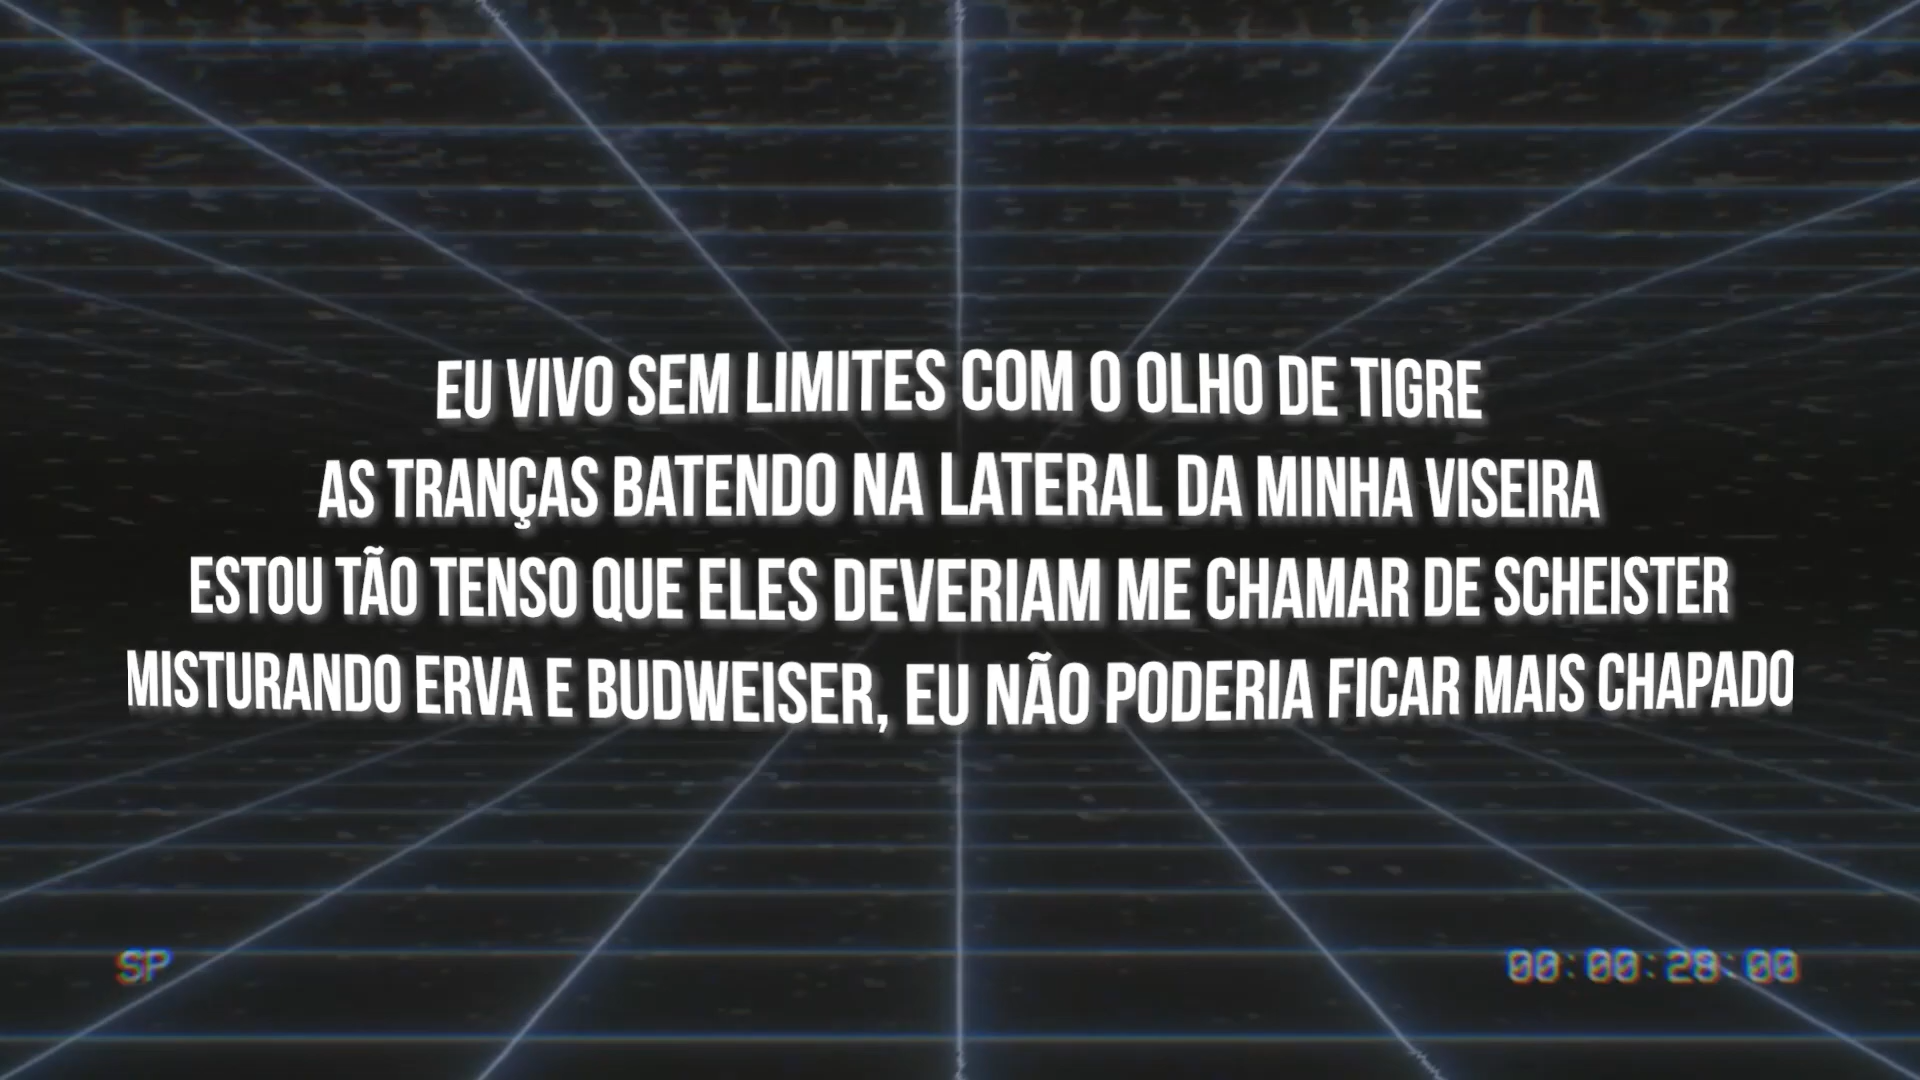 EU VIVO SEM LIMITES COM O OLHO DE TIGRE
AS TRANÇAS BATENDO NA LATERAL DA MINHA VISEIRA
ESTOU TÃO TENSO QUE ELES DEVERIAM ME CHAMAR DE SCHEISTER
MISTURANDO ERVA E BUDWEISER, EU NÃO PODERIA FICAR MAIS CHAPADO
SP
00:00:28:00